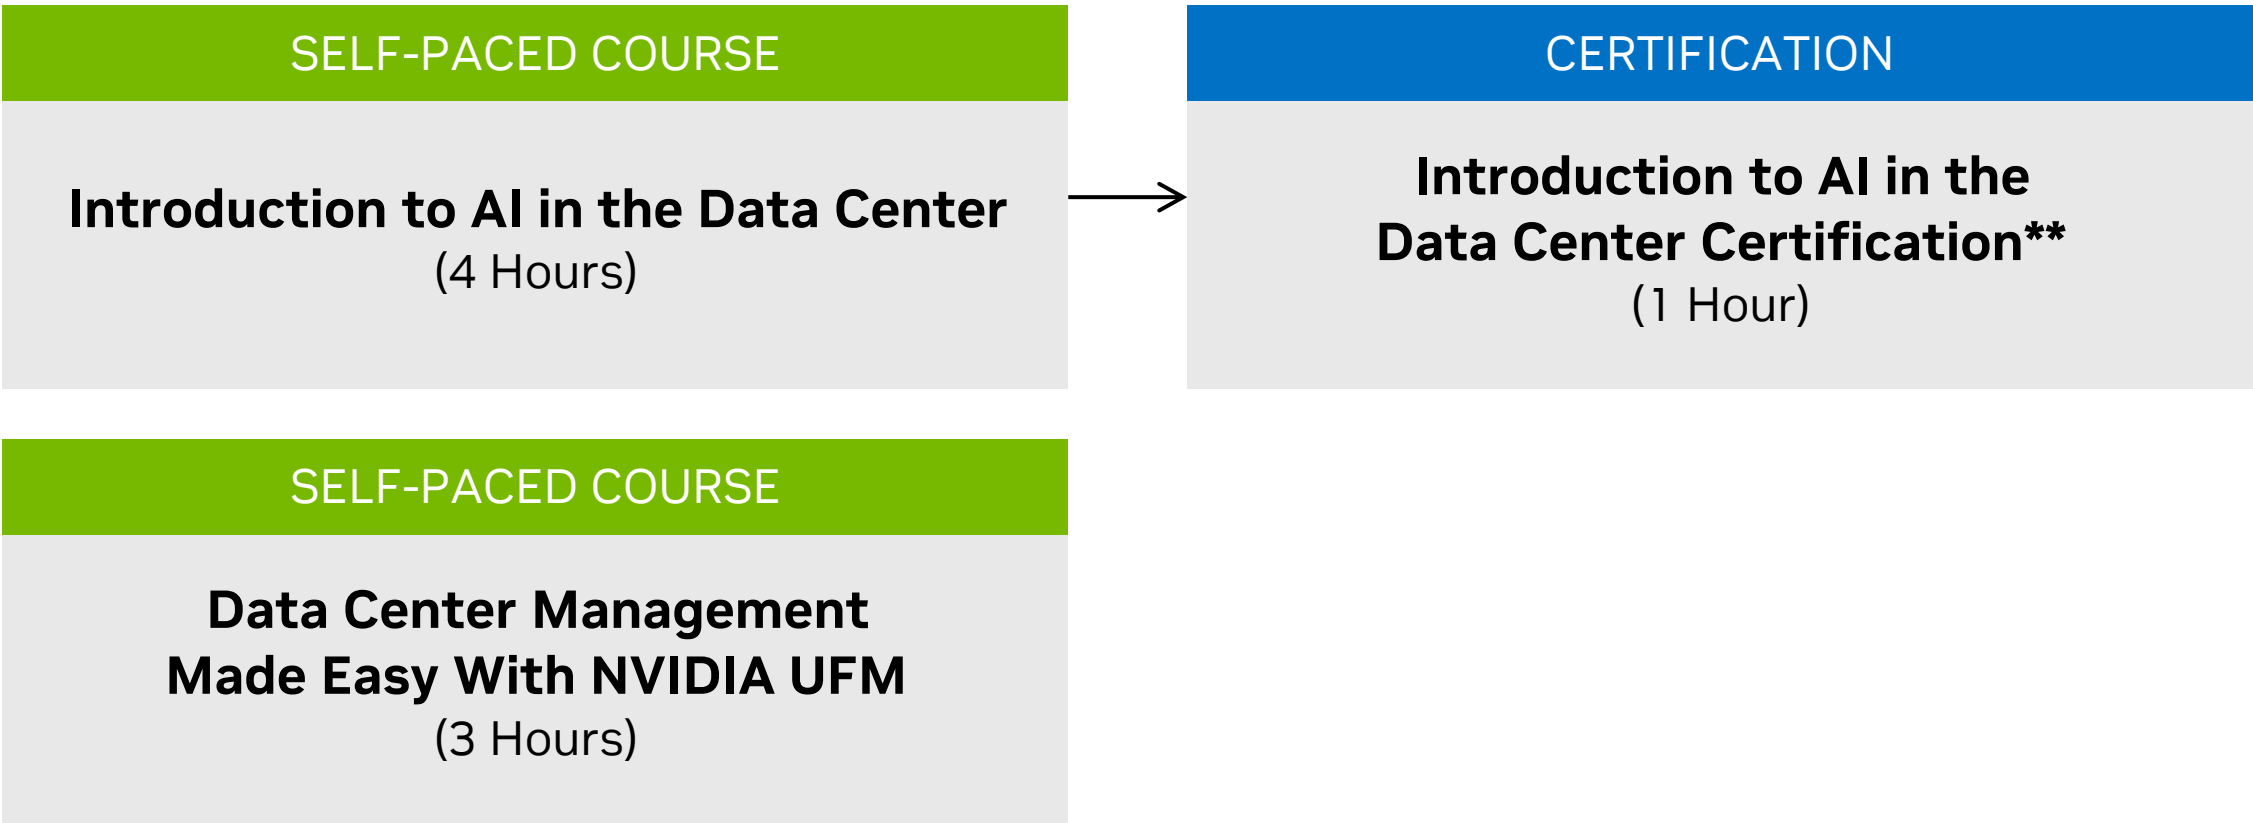 SELF-PACED COURSE
Introduction to AI in the Data Center
(4 Hours)
CERTIFICATION
Introduction to AI in the
Data Center Certification**
(1 Hour)
SELF-PACED COURSE
Data Center Management
Made Easy With NVIDIA UFM
(3 Hours)